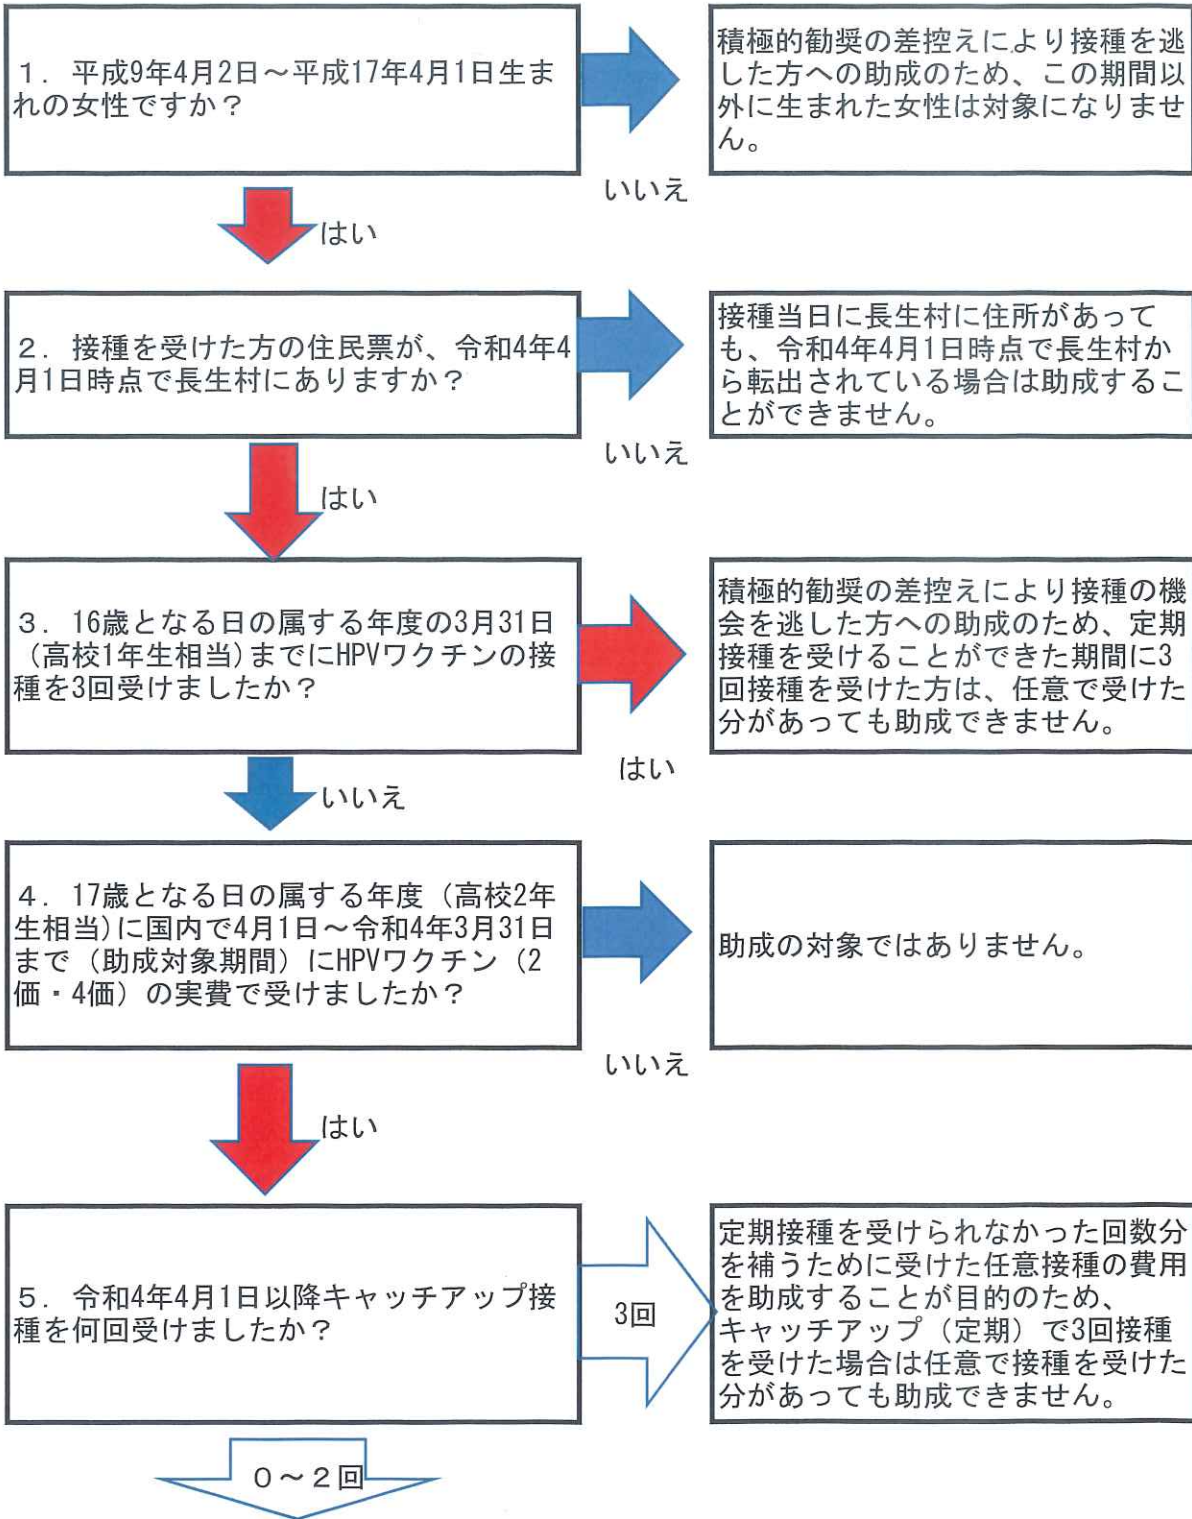 1. 平成9年4月2日～平成17年4月1日生ま
れの女性ですか？
積極的勧奨の差控えにより接種を逃
した方への助成のため、この期間以
外に生まれた女性は対象になりませ
ん。
いいえ
はい
2. 接種を受けた方の住民票が、令和4年4
月1日時点で長生村にありますか？
接種当日に長生村に住所があって
も、令和4年4月1日時点で長生村か
ら転出されている場合は助成するこ
とができません。
いいえ
はい
3. 16歳となる日の属する年度の3月31日
（高校1年生相当）までにHPVワクチンの接
種を3回受けましたか？
積極的勧奨の差控えにより接種の機
会を逃した方への助成のため、定期
接種を受けることができた期間に3
回接種を受けた方は、任意で受けた
分があっても助成できません。
はい
いいえ
4. 17歳となる日の属する年度（高校2年
生相当）に国内で4月1日～令和4年3月31日
まで（助成対象期間）にHPVワクチン（2
価・4価）の実費で受けましたか？
助成の対象ではありません。
いいえ
はい
5. 令和4年4月1日以降キャッチアップ接
種を何回受けましたか？
3回
定期接種を受けられなかった回数分
を補うために受けた任意接種の費用
を助成することが目的のため、
キャッチアップ（定期）で3回接種
を受けた場合は任意で接種を受けた
分があっても助成できません。
０～２回